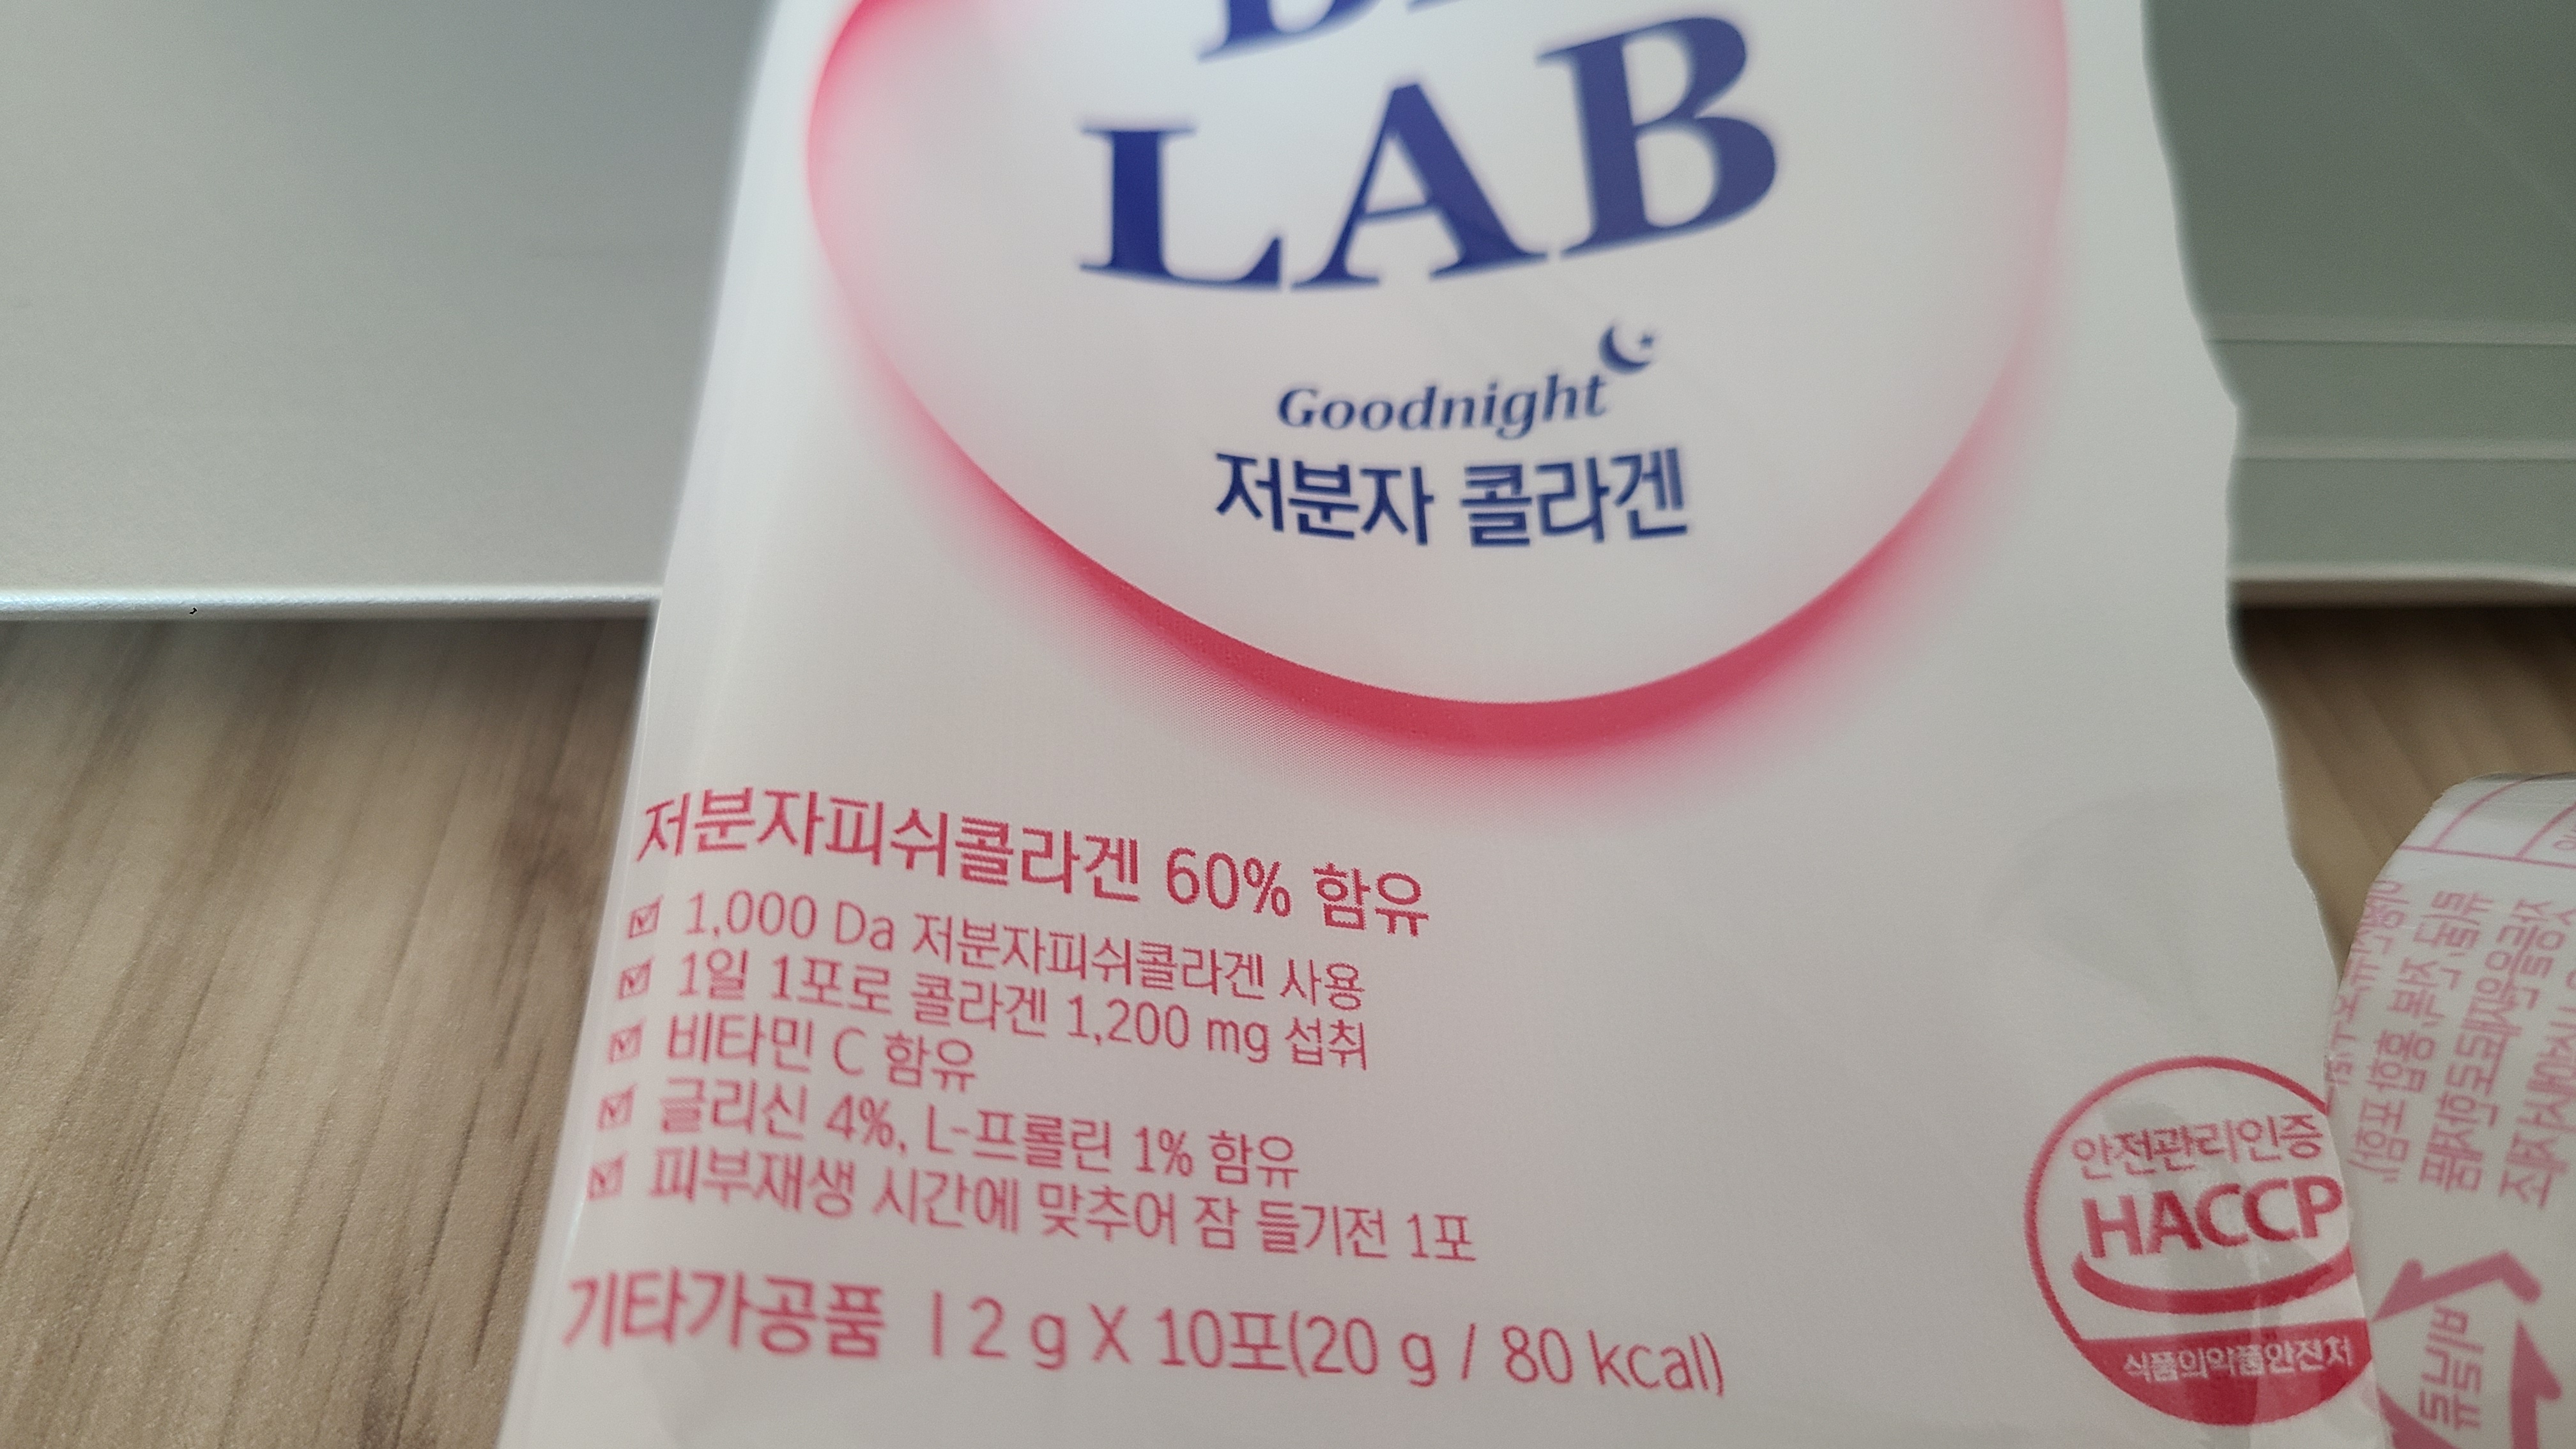 LAB
Goodnight
저분자 콜라겐
저분자피쉬콜라겐 60% 함유
1,000 Da 저분자피쉬콜라겐 사용
1일 1포로 콜라겐 1,200 mg 섭취
비타민 C 함유
글리신 4%, L-프롤린 1% 함유
피부재생 시간에 맞추어 잠 들기전 1포
기타가공품 | 2 g X 10포(20 g / 80 kcal)
안전관리인증
HACCP
식품의약품안전처
비닐류